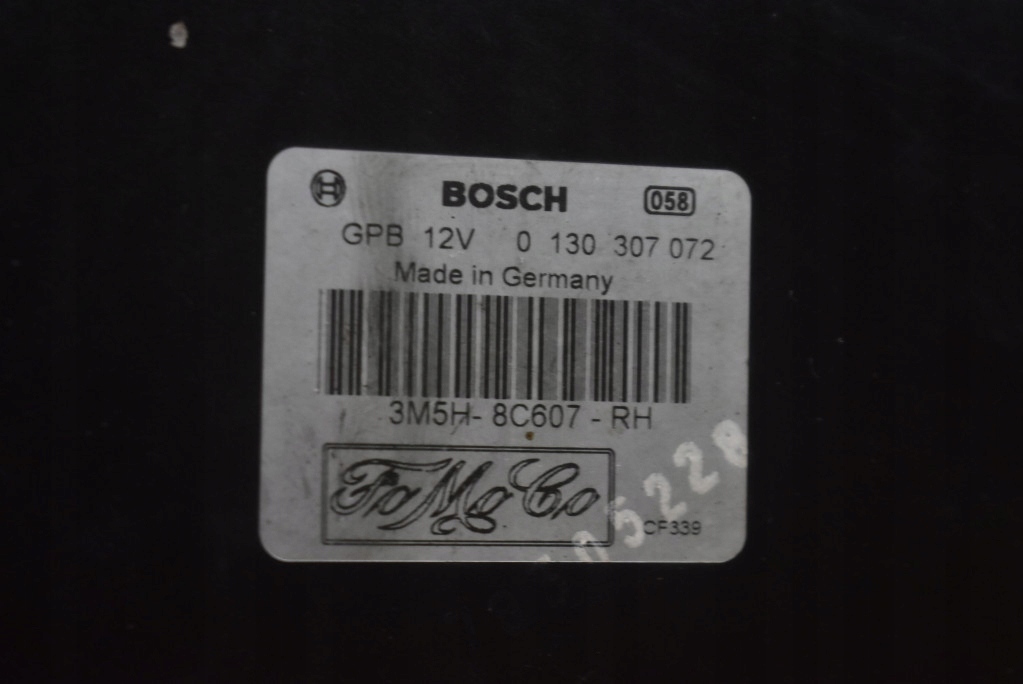 BOSCH 058
GPB 12V 0 130 307 072
Made in Germany
3M5H- 8C607 - RH
FoMoCo
CF339